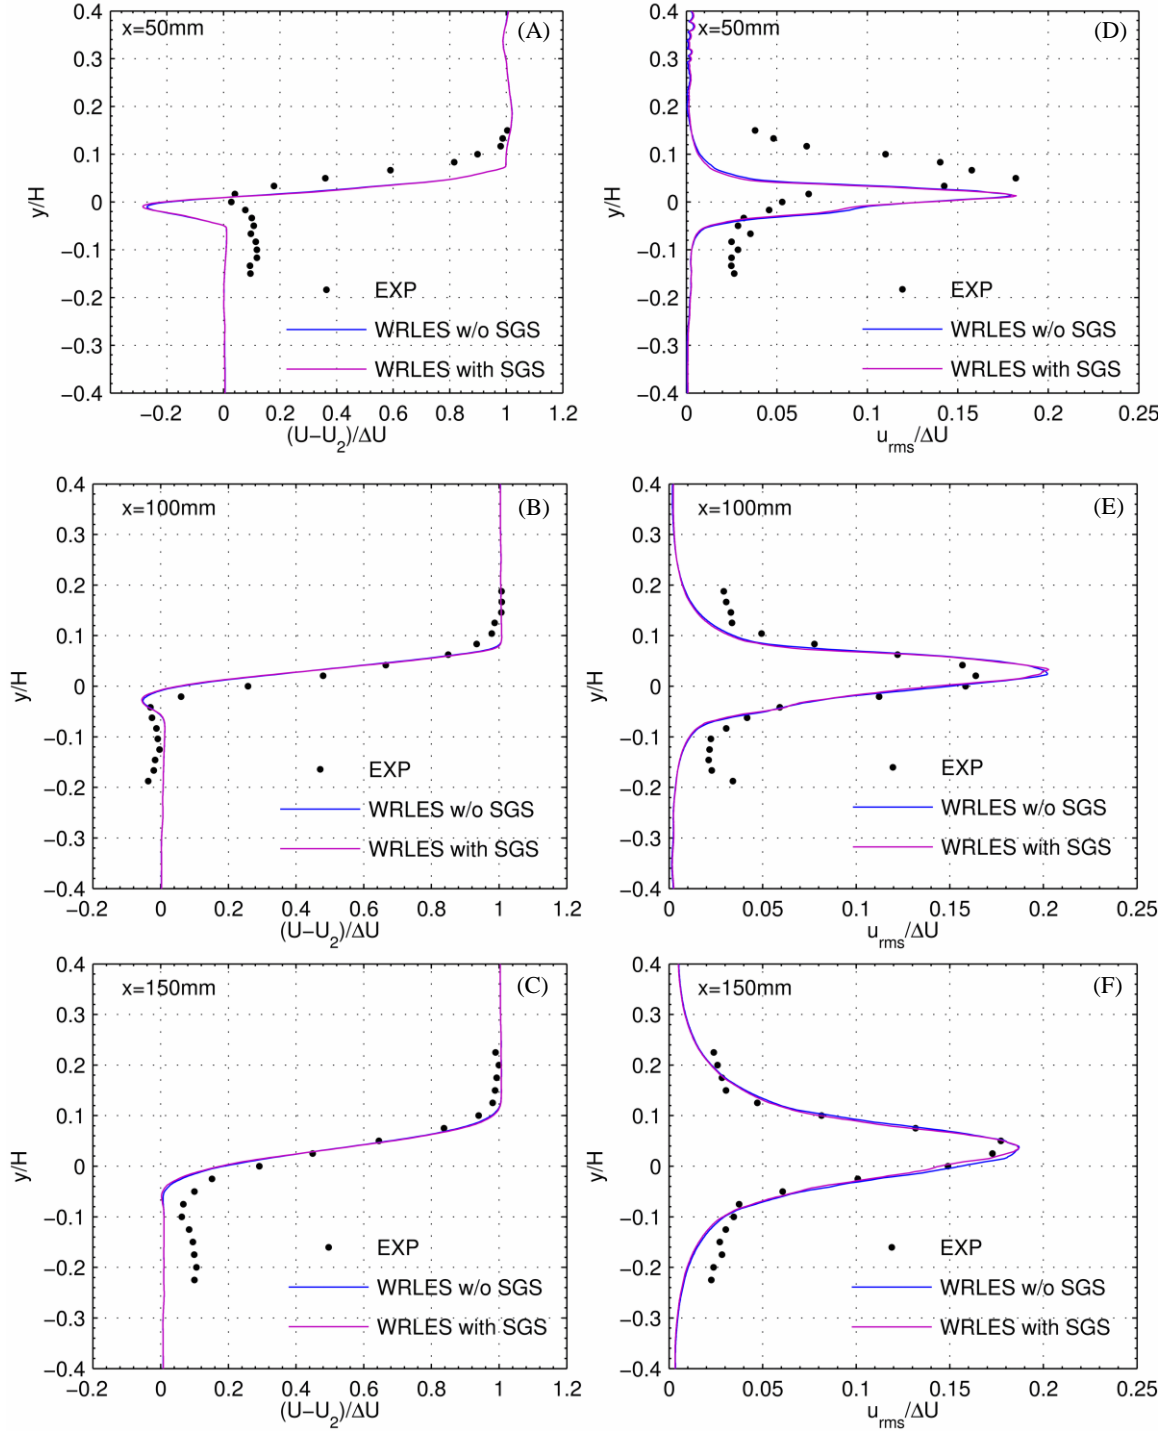 x=50mm (A)
0.4
0.3
0.2
0.1
0
−0.1
−0.2
−0.3
−0.4
y/H
EXP
WRLES w/o SGS
WRLES with SGS
−0.2 0 0.2 0.4 0.6 0.8 1 1.2
(U−U2)/ΔU
x=50mm (D)
0.4
0.3
0.2
0.1
0
−0.1
−0.2
−0.3
−0.4
y/H
EXP
WRLES w/o SGS
WRLES with SGS
0 0.05 0.1 0.15 0.2 0.25
urms/ΔU
x=100mm (B)
0.4
0.3
0.2
0.1
0
−0.1
−0.2
−0.3
−0.4
y/H
EXP
WRLES w/o SGS
WRLES with SGS
−0.2 0 0.2 0.4 0.6 0.8 1 1.2
(U−U2)/ΔU
x=100mm (E)
0.4
0.3
0.2
0.1
0
−0.1
−0.2
−0.3
−0.4
y/H
EXP
WRLES w/o SGS
WRLES with SGS
0 0.05 0.1 0.15 0.2 0.25
urms/ΔU
x=150mm (C)
0.4
0.3
0.2
0.1
0
−0.1
−0.2
−0.3
−0.4
y/H
EXP
WRLES w/o SGS
WRLES with SGS
−0.2 0 0.2 0.4 0.6 0.8 1 1.2
(U−U2)/ΔU
x=150mm (F)
0.4
0.3
0.2
0.1
0
−0.1
−0.2
−0.3
−0.4
y/H
EXP
WRLES w/o SGS
WRLES with SGS
0 0.05 0.1 0.15 0.2 0.25
urms/ΔU